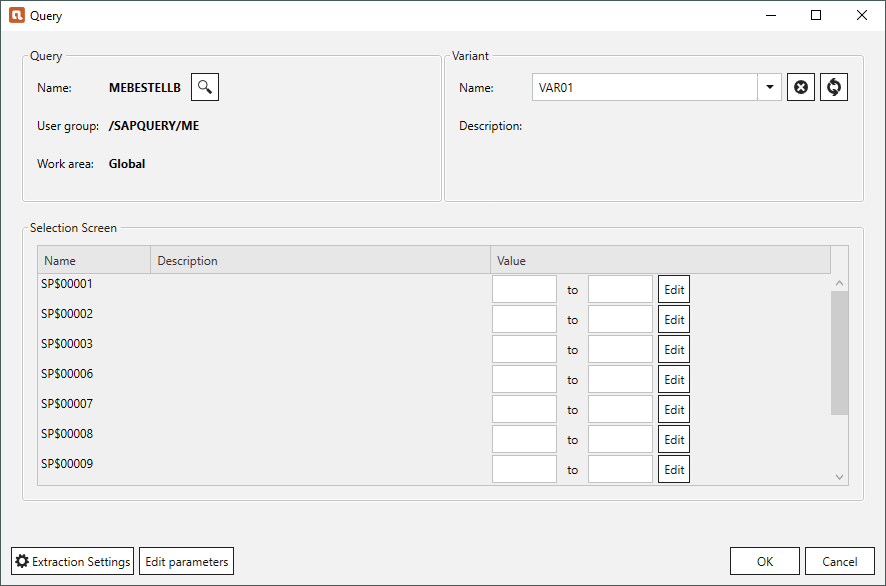 Query
Query
Name: MEBESTELLB
User group: /SAPQUERY/ME
Work area: Global
Variant
Name: VAR01
Description:
Selection Screen
Name Description Value
SP$00001 to Edit
SP$00002 to Edit
SP$00003 to Edit
SP$00006 to Edit
SP$00007 to Edit
SP$00008 to Edit
SP$00009 to Edit
Extraction Settings Edit parameters OK Cancel